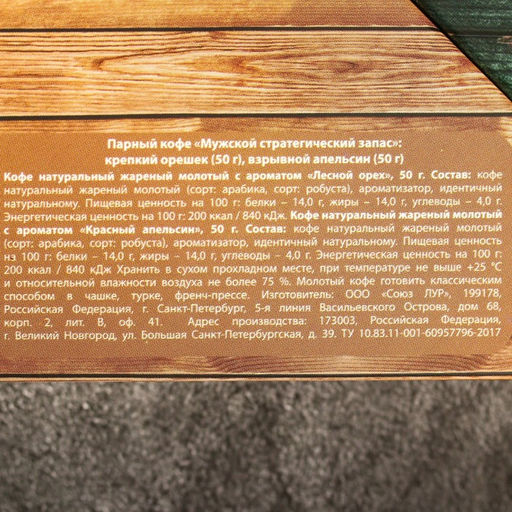 Парный кофе «Мужской стратегический запас»:
крепкий орешек (50 г), взрывной апельсин (50 г)
Кофе натуральный жареный молотый с ароматом «Лесной орех», 50 г. Состав: кофе
натуральный жареный молотый (сорт: арабика, сорт: робуста), ароматизатор, идентичный
натуральному. Пищевая ценность на 100 г: белки – 14,0 г, жиры – 14,0 г, углеводы – 4,0 г.
Энергетическая ценность на 100 г: 200 ккал / 840 кДж. Кофе натуральный жареный молотый
с ароматом «Красный апельсин», 50 г. Состав: кофе натуральный жареный молотый
(сорт: арабика, сорт: робуста), ароматизатор, идентичный натуральному. Пищевая ценность
на 100 г: белки – 14,0 г, жиры – 14,0 г, углеводы – 4,0 г. Энергетическая ценность на 100 г:
200 ккал / 840 кДж Хранить в сухом прохладном месте, при температуре не выше +25 °С
и относительной влажности воздуха не более 75 %. Молотый кофе готовить классическим
способом в чашке, турке, френч-прессе. Изготовитель: ООО «Союз ЛУР», 199178,
Российская Федерация, г. Санкт-Петербург, 5-я линия Васильевского Острова, дом 68,
корп. 2, лит. В, оф. 41. Адрес производства: 173003, Российская Федерация,
г. Великий Новгород, ул. Большая Санкт-Петербургская, д. 39. ТУ 10.83.11-001-60957796-2017